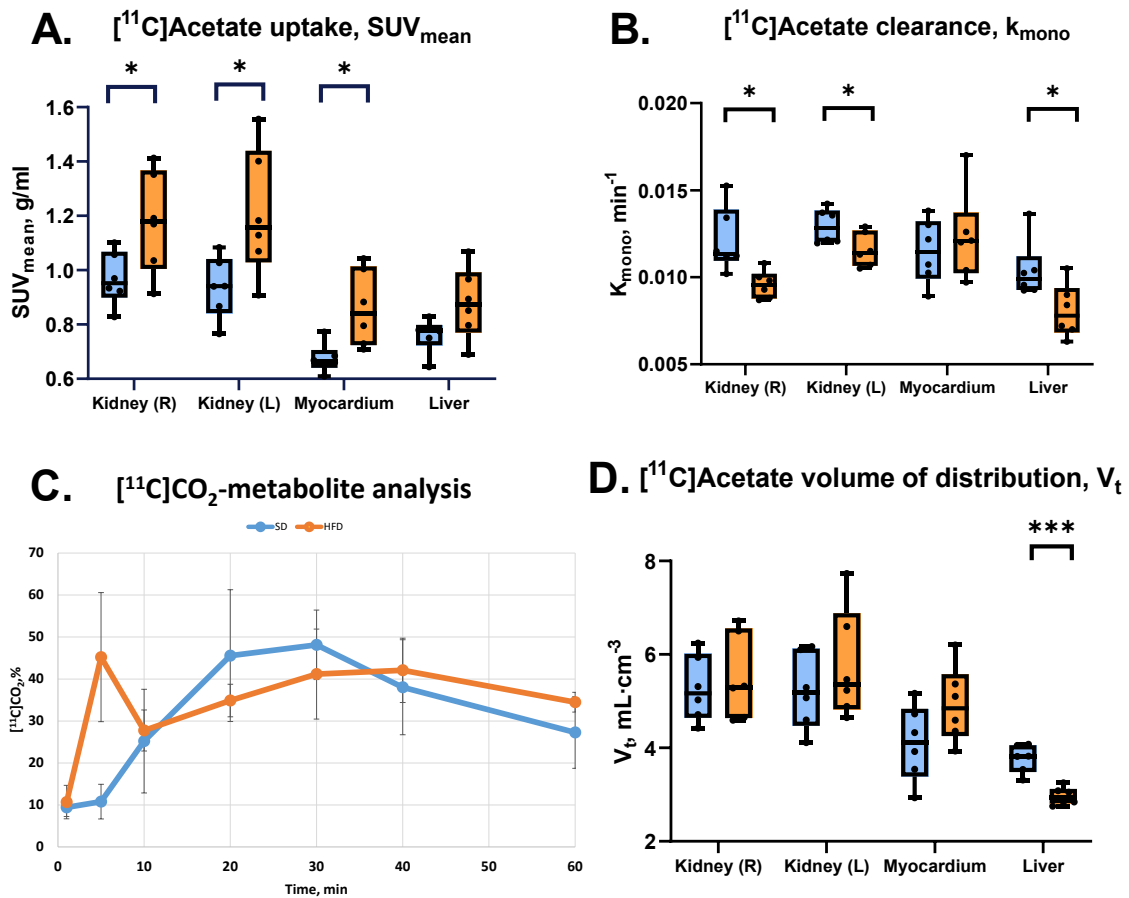 A. [¹¹C]Acetate uptake, SUVmean
* * *
SUVmean, g/ml
1.6
1.4
1.2
1.0
0.8
0.6
Kidney (R) Kidney (L) Myocardium Liver
B. [¹¹C]Acetate clearance, kmono
* * *
Kmono, min⁻¹
0.020
0.015
0.010
0.005
Kidney (R) Kidney (L) Myocardium Liver
C. [¹¹C]CO₂-metabolite analysis
SD HFD
[¹¹C]CO₂,%
70
60
50
40
30
20
10
0
0 10 20 30 40 50 60
Time, min
D. [¹¹C]Acetate volume of distribution, Vt
***
Vt, mL·cm⁻³
8
6
4
2
Kidney (R) Kidney (L) Myocardium Liver